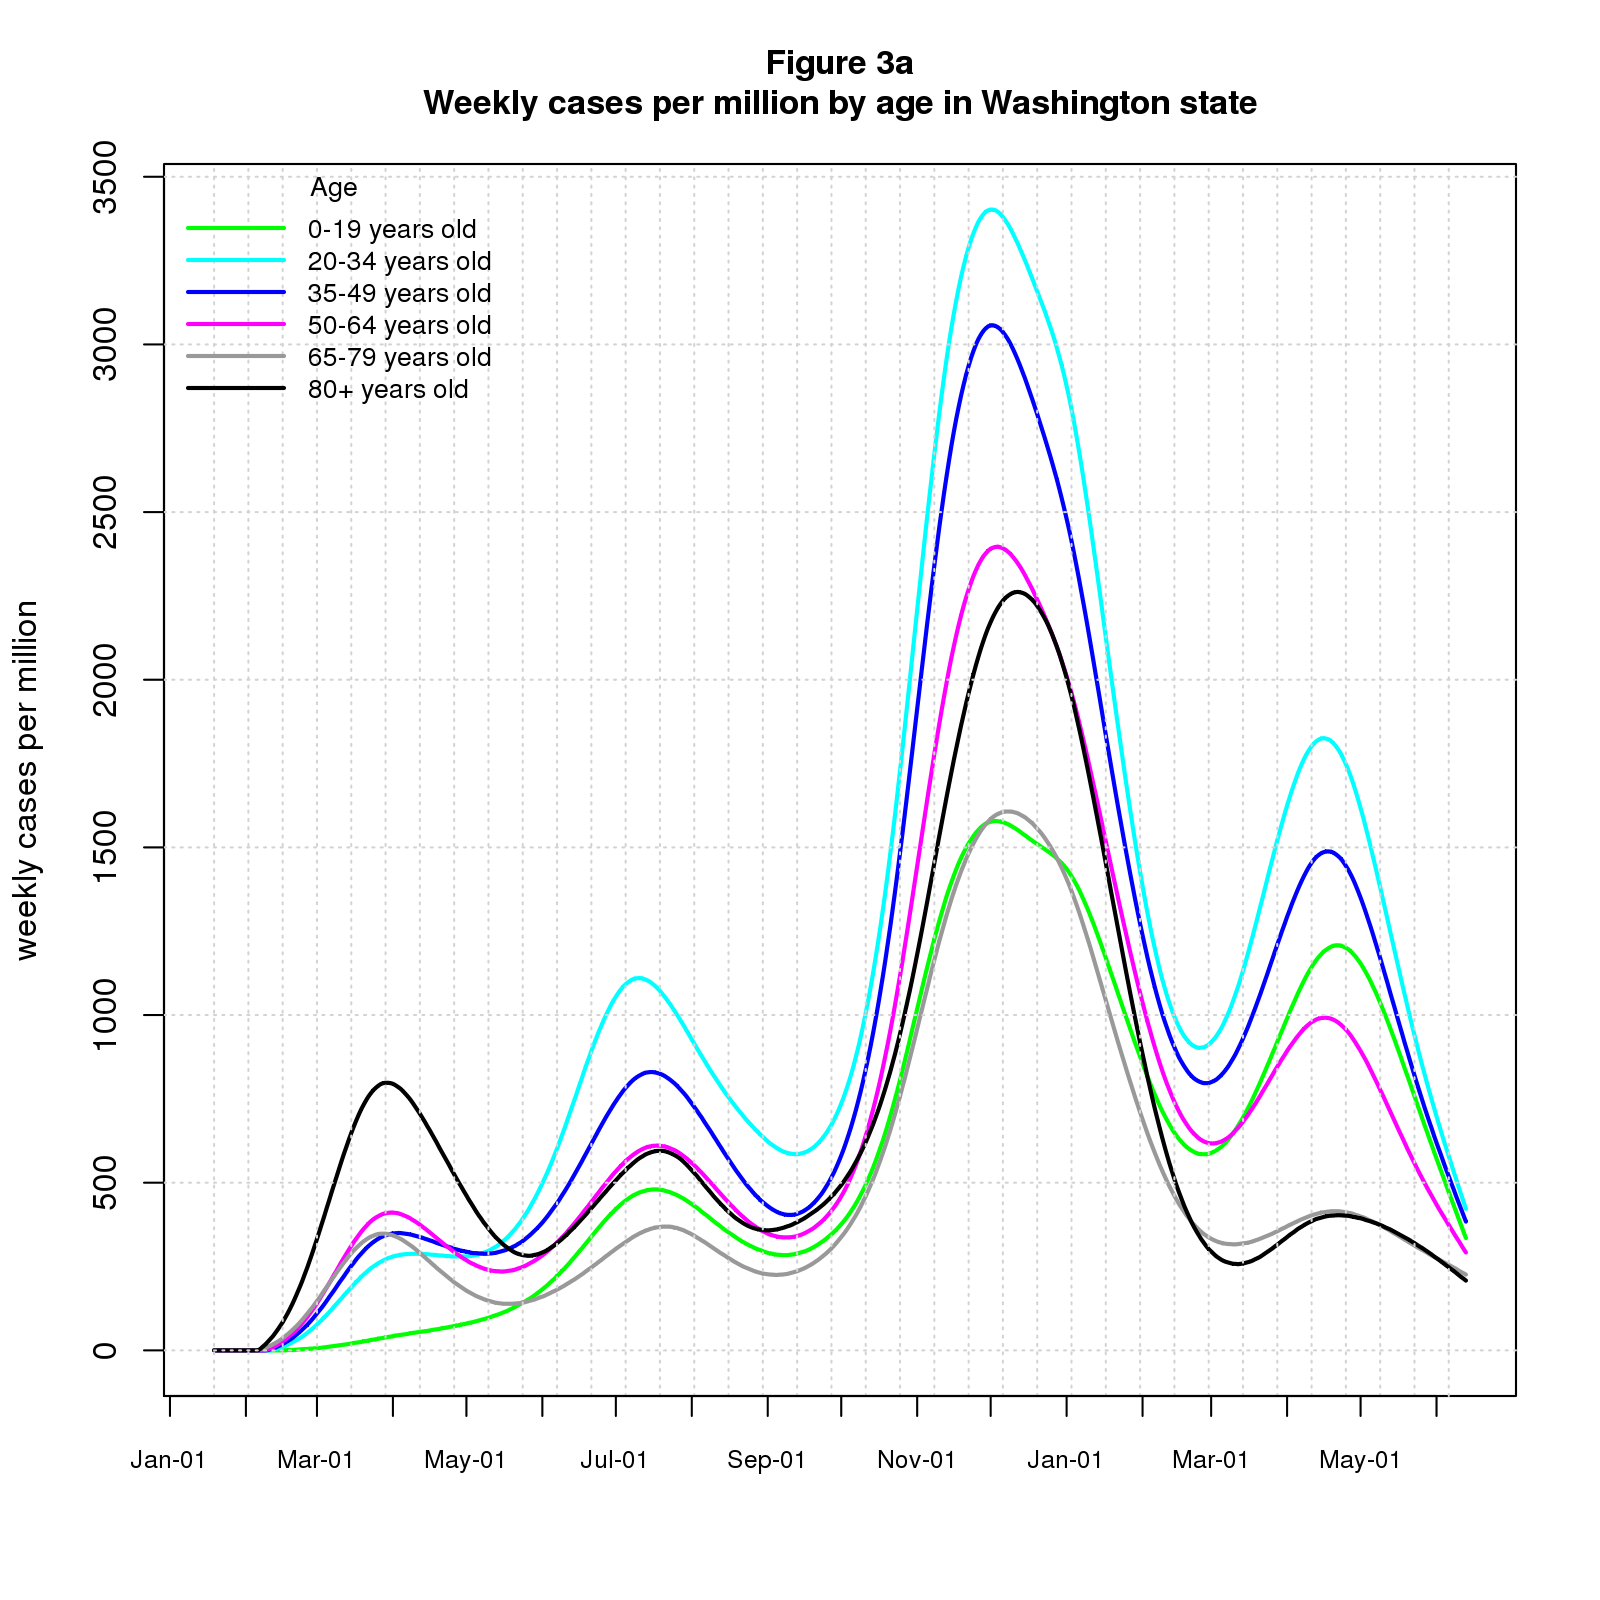 Figure 3a
Weekly cases per million by age in Washington state
Age
0-19 years old
20-34 years old
35-49 years old
50-64 years old
65-79 years old
80+ years old
weekly cases per million
3500
3000
2500
2000
1500
1000
500
0
Jan-01 Mar-01 May-01 Jul-01 Sep-01 Nov-01 Jan-01 Mar-01 May-01